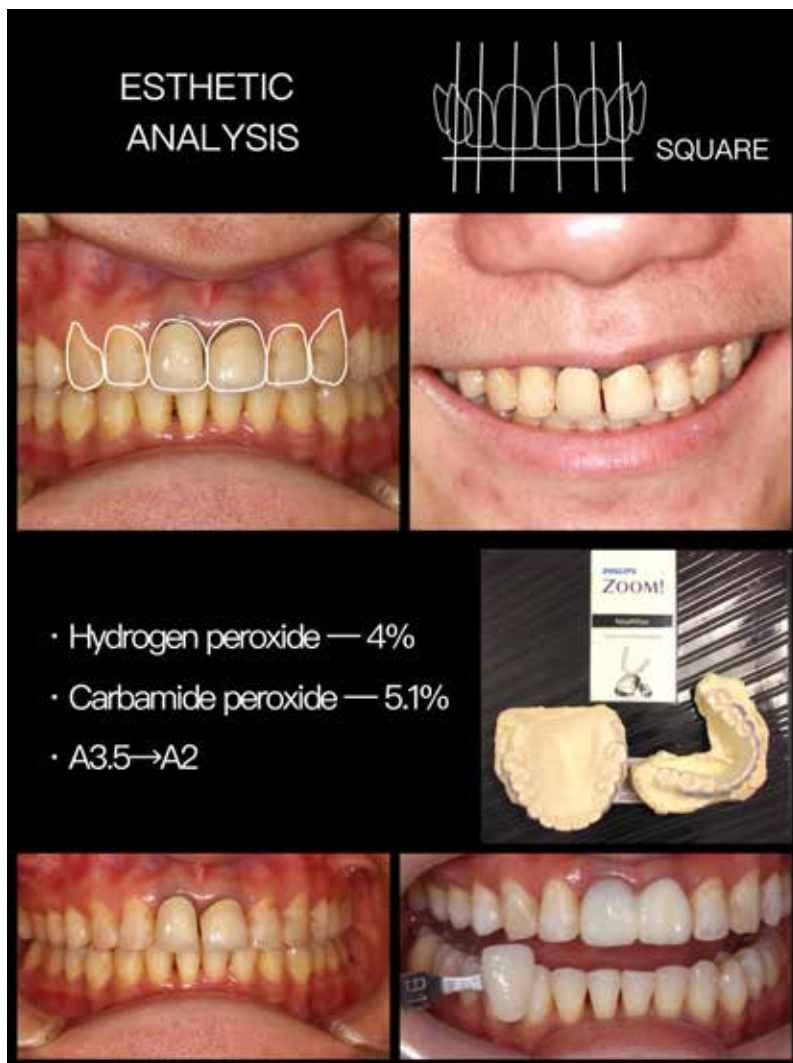 ESTHETIC
ANALYSIS
SQUARE
· Hydrogen peroxide — 4%
· Carbamide peroxide — 5.1%
· A3.5→A2
PHILIPS
ZOOM!